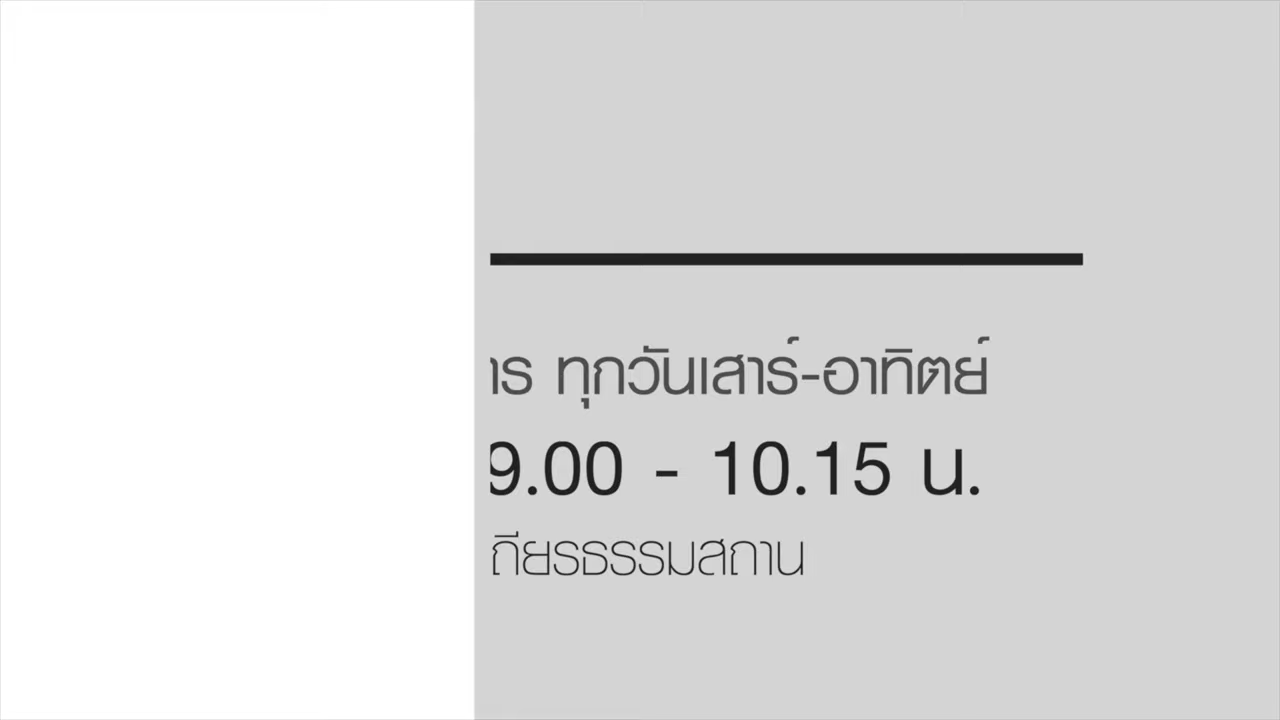 าร ทุกวันเสาร์-อาทิตย์
9.00 - 10.15 น.
ถียรธรรมสถาน